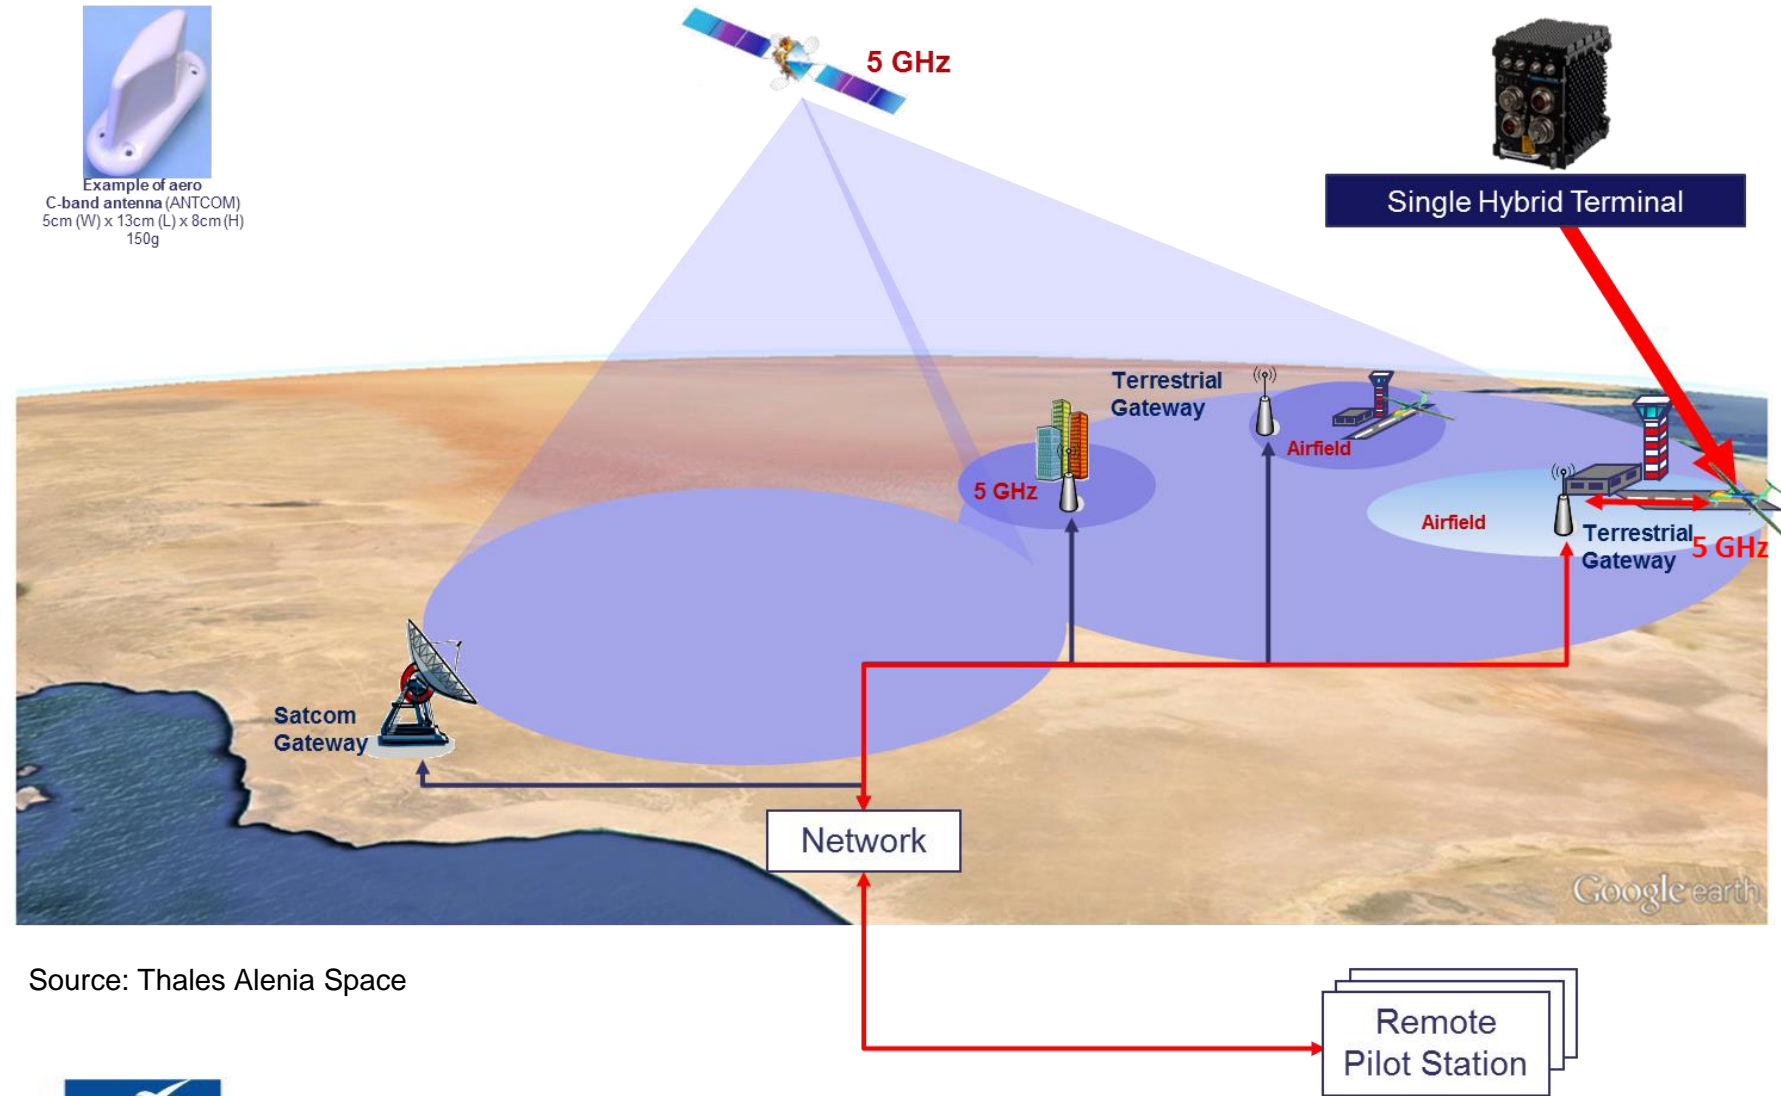 5 GHz
Example of aero
C-band antenna (ANTCOM)
5cm (W) x 13cm (L) x 8cm (H)
150g
Single Hybrid Terminal
Terrestrial
Gateway
Airfield
5 GHz
Airfield
Terrestrial
Gateway
5 GHz
Satcom
Gateway
Network
Google earth
Source: Thales Alenia Space
Remote
Pilot Station